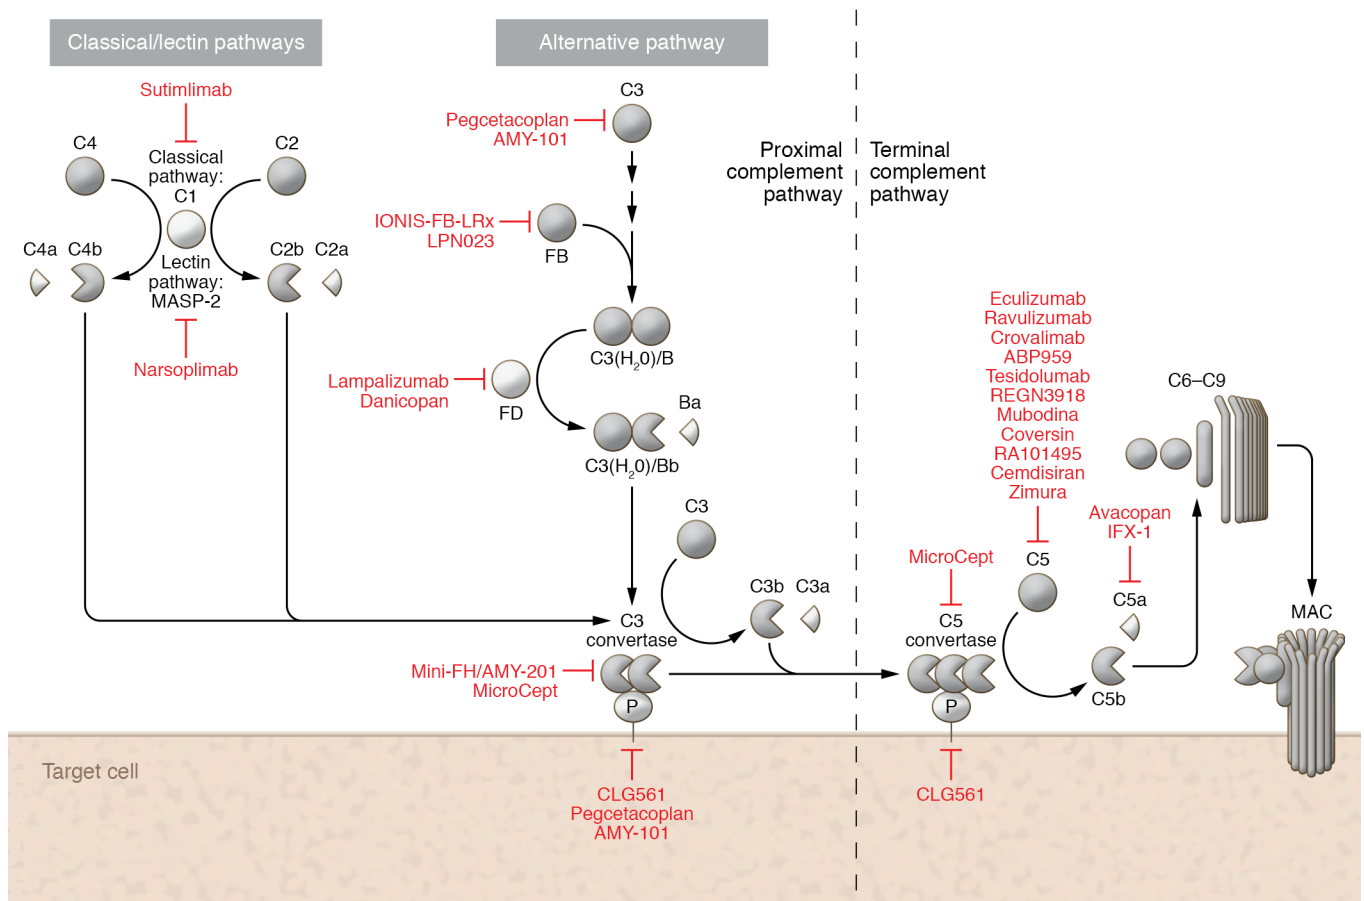 Classical/lectin pathways
Alternative pathway
Sutimlimab
C4
C2
Classical
pathway:
C1
Lectin
pathway:
MASP-2
C4a
C4b
C2b
C2a
Narsoplimab
C3
Pegcetacoplan
AMY-101
IONIS-FB-LRx
LPN023
FB
C3(H20)/B
Lampalizumab
Danicopan
FD
Ba
C3(H20)/Bb
C3
C3b
C3a
C3
convertase
Mini-FH/AMY-201
MicroCept
P
CLG561
Pegcetacoplan
AMY-101
Proximal
complement
pathway
Terminal
complement
pathway
Eculizumab
Ravulizumab
Crovalimab
ABP959
Tesidolumab
REGN3918
Mubodina
Coversin
RA101495
Cemdisiran
Zimura
C5
MicroCept
C5
convertase
P
CLG561
Avacopan
IFX-1
C5a
C5b
C6–C9
MAC
Target cell